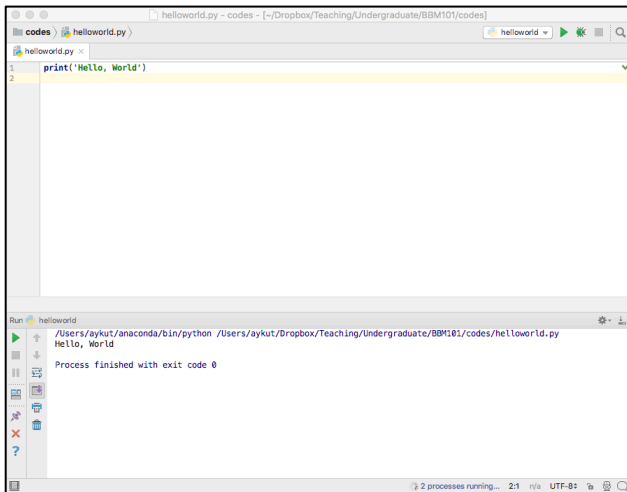 helloworld.py - codes - [~/Dropbox/Teaching/Undergraduate/BBM101/codes]
codes helloworld.py helloworld
helloworld.py
1 print('Hello, World')
2
Run helloworld
/Users/aykut/anaconda/bin/python /Users/aykut/Dropbox/Teaching/Undergraduate/BBM101/codes/helloworld.py
Hello, World
Process finished with exit code 0
?
2 processes running... 2:1 n/a UTF-8